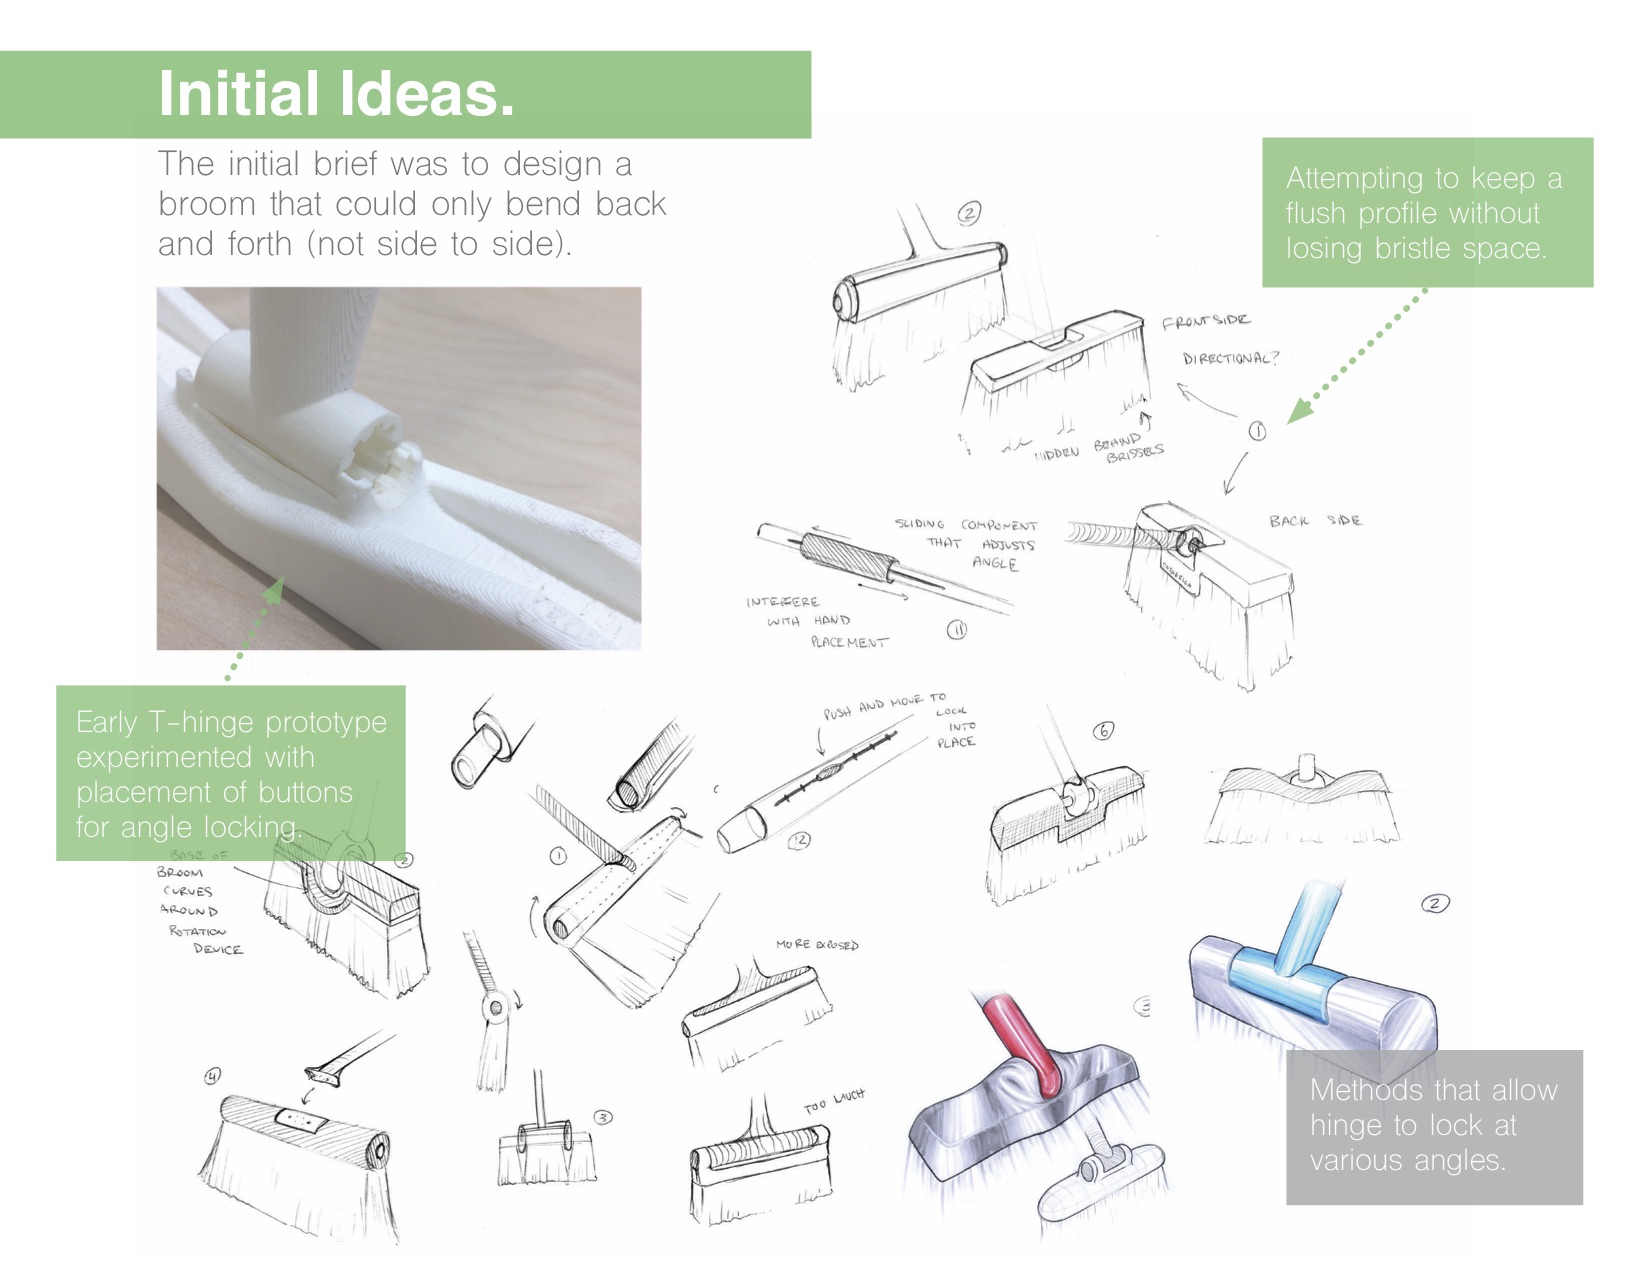 Initial Ideas.
The initial brief was to design a
broom that could only bend back
and forth (not side to side).
Attempting to keep a
flush profile without
losing bristle space.
2
FRONTSIDE
DIRECTIONAL?
1
HIDDEN BEHIND
BRISSELS
SLIDING COMPONENT
THAT ADJUSTS
ANGLE
BACK SIDE
INTERFERE
WITH HAND
PLACEMENT
11
Early T-hinge prototype
experimented with
placement of buttons
for angle locking.
PUSH AND MOVE TO
LOCK
INTO
PLACE
6
12
1
2
BASE OF
BROOM
CURVES
AROUND
ROTATION
DEVICE
MORE EXPOSED
2
3
4
3
TOO MUCH
Methods that allow
hinge to lock at
various angles.